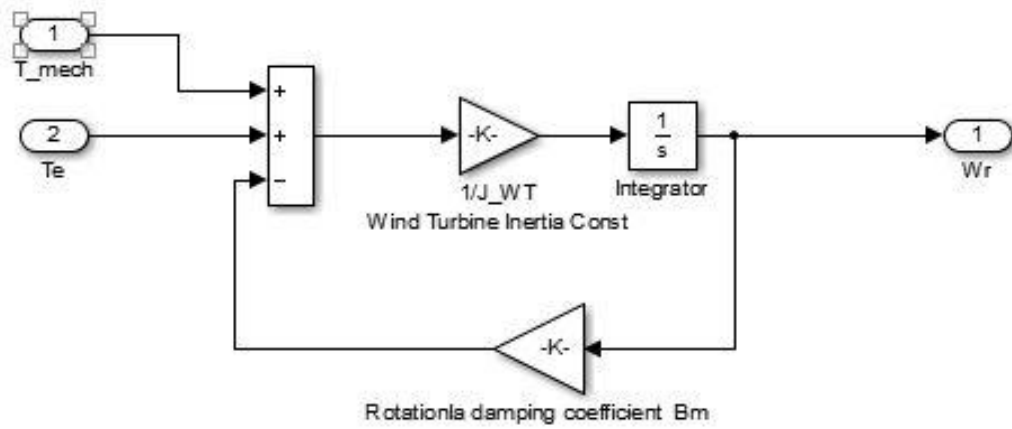 1
T_mech
2
Te
+
+
−
-K-
1/J_WT
Wind Turbine Inertia Const
1
s
Integrator
1
Wr
-K-
Rotationla damping coefficient Bm